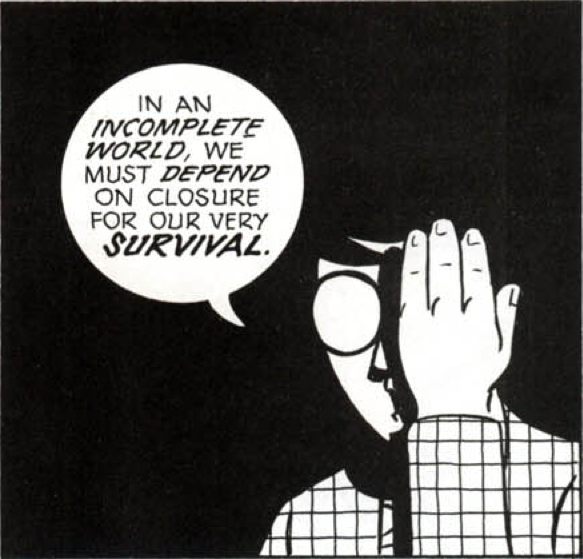 IN AN
INCOMPLETE
WORLD, WE
MUST DEPEND
ON CLOSURE
FOR OUR VERY
SURVIVAL.